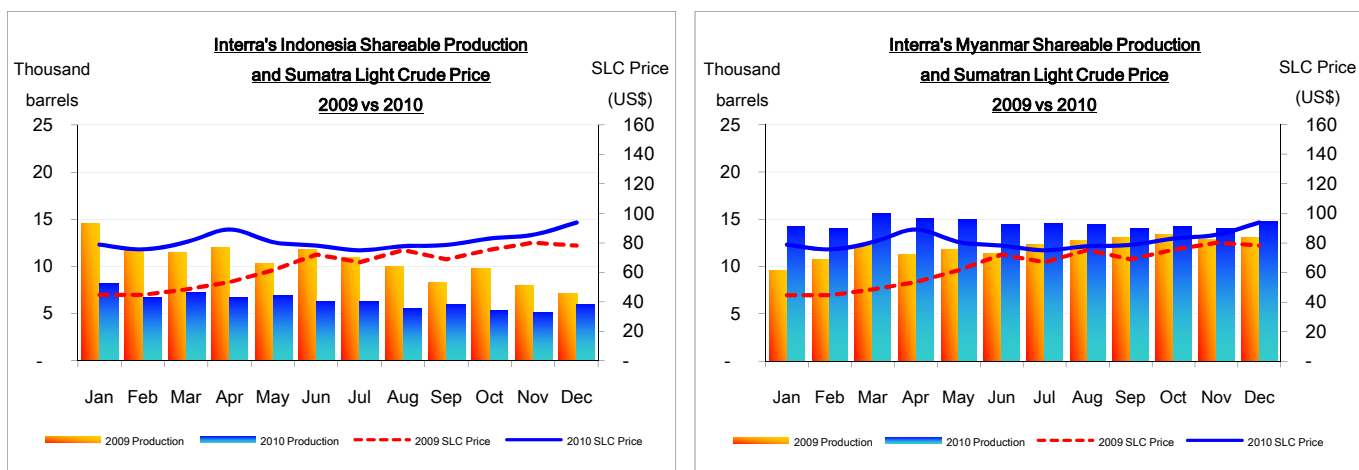 Interra's Indonesia Shareable Production
and Sumatra Light Crude Price
2009 vs 2010
Thousand
barrels
SLC Price
(US$)
25
20
15
10
5
-
160
140
120
100
80
60
40
20
-
Jan Feb Mar Apr May Jun Jul Aug Sep Oct Nov Dec
2009 Production 2010 Production 2009 SLC Price 2010 SLC Price
Interra's Myanmar Shareable Production
and Sumatran Light Crude Price
2009 vs 2010
Thousand
barrels
SLC Price
(US$)
25
20
15
10
5
-
160
140
120
100
80
60
40
20
-
Jan Feb Mar Apr May Jun Jul Aug Sep Oct Nov Dec
2009 Production 2010 Production 2009 SLC Price 2010 SLC Price